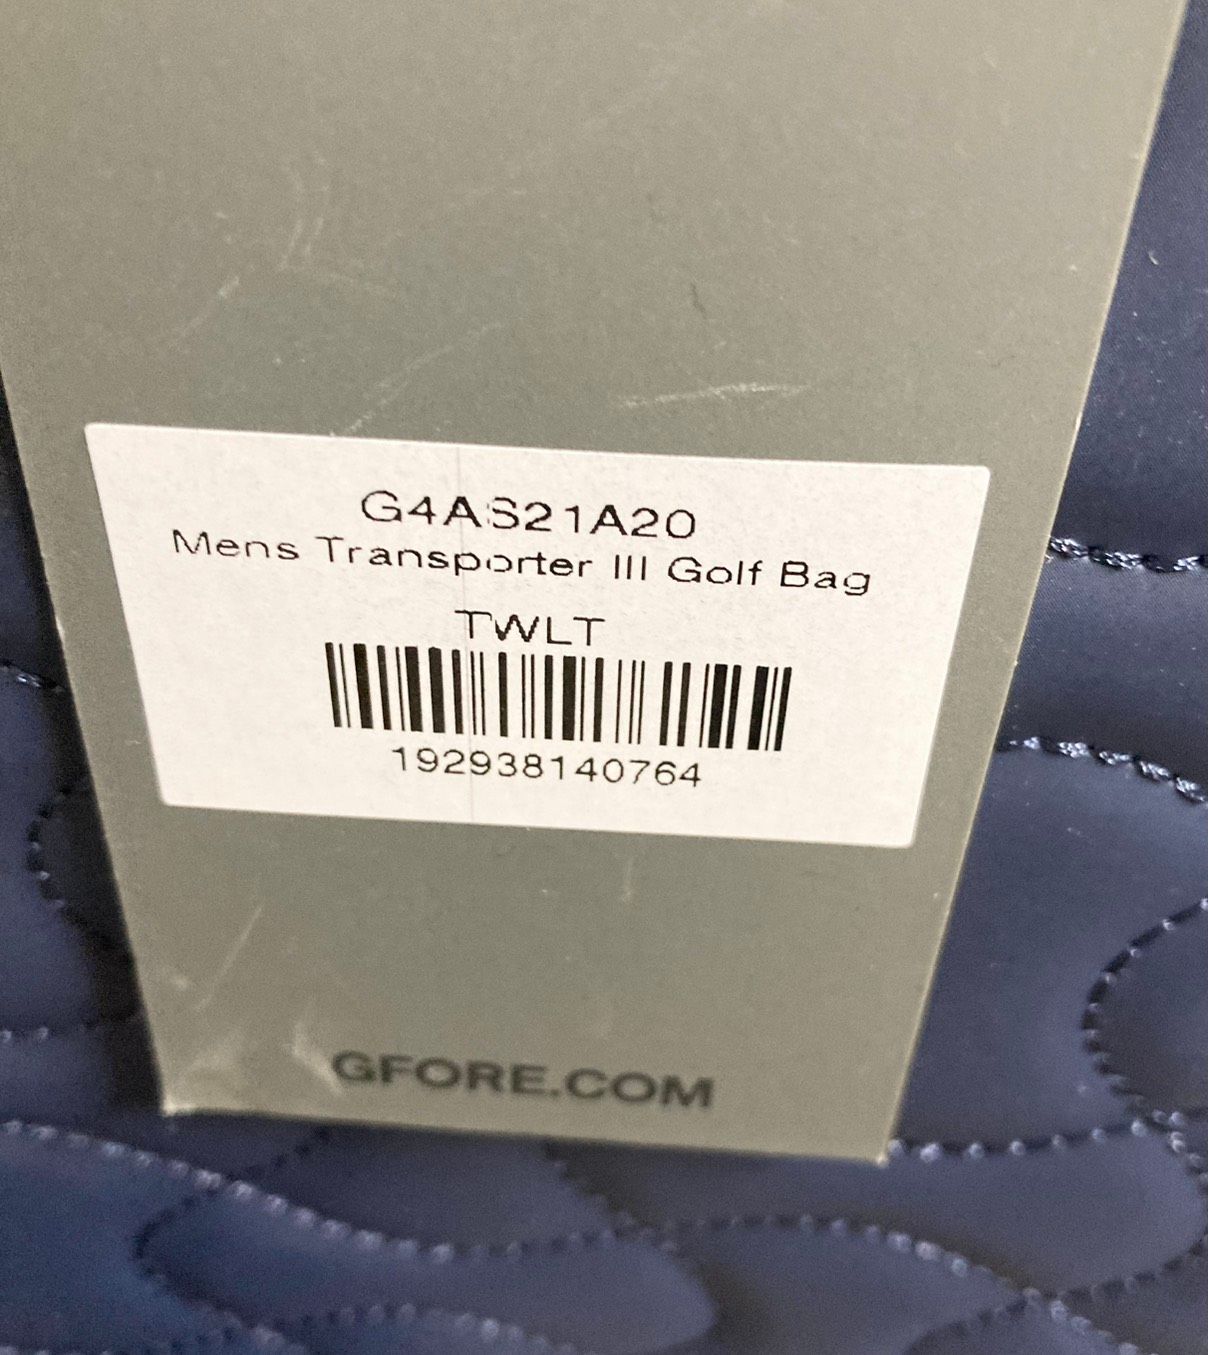 G4AS21A20
Mens Transporter III Golf Bag
TWLT
192938140764
GFORE.COM